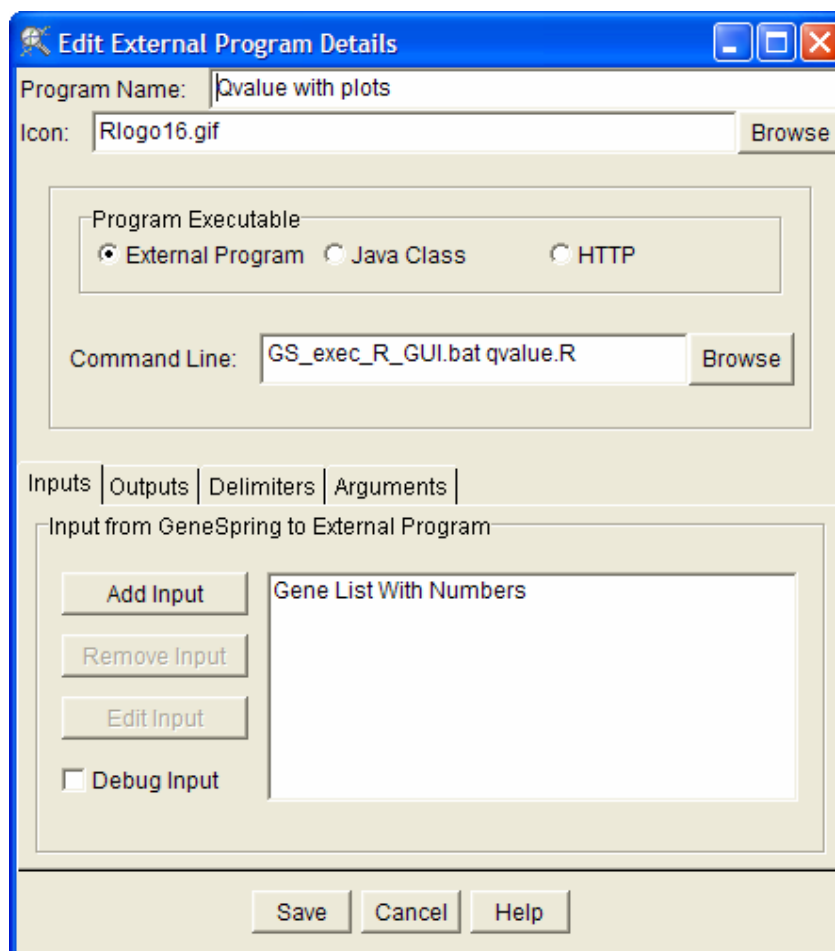 Edit External Program Details
Program Name: Qvalue with plots
Icon: Rlogo16.gif Browse
Program Executable
External Program Java Class HTTP
Command Line: GS_exec_R_GUI.bat qvalue.R Browse
Inputs Outputs Delimiters Arguments
Input from GeneSpring to External Program
Add Input Gene List With Numbers
Remove Input
Edit Input
Debug Input
Save Cancel Help